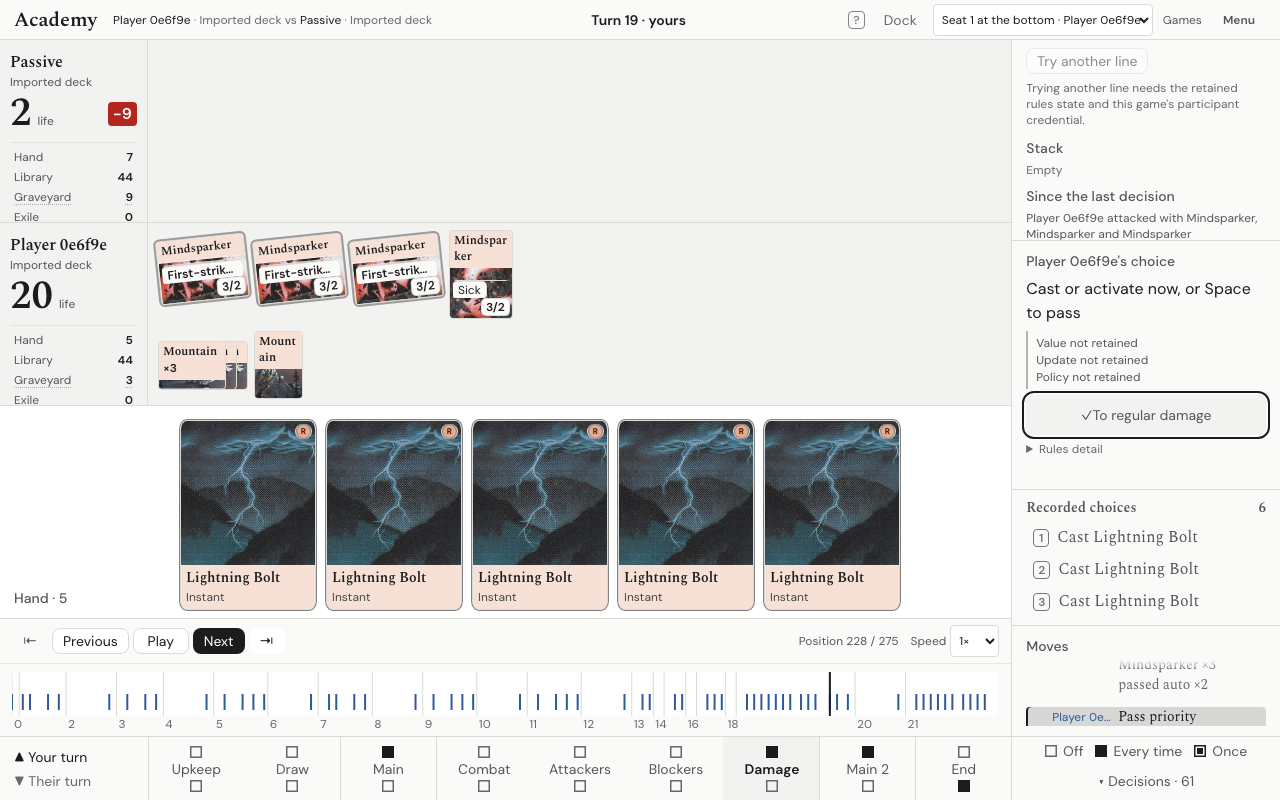 Academy
Player 0e6f9e · Imported deck vs Passive · Imported deck
Turn 19 · yours
?
Dock
Seat 1 at the bottom · Player 0e6f9e
Games
Menu
Passive
Imported deck
2 life
-9
Hand 7
Library 44
Graveyard 9
Exile 0
Player 0e6f9e
Imported deck
20 life
Hand 5
Library 44
Graveyard 3
Exile 0
Mindsparker
First-strik...
3/2
Mindsparker
First-strik...
3/2
Mindsparker
First-strik...
3/2
Mindspar
ker
Sick
3/2
Mountain
×3
Mount
ain
Hand · 5
R
Lightning Bolt
Instant
R
Lightning Bolt
Instant
R
Lightning Bolt
Instant
R
Lightning Bolt
Instant
R
Lightning Bolt
Instant
Previous
Play
Next
Position 228 / 275
Speed
1×
0 2 3 4 5 6 7 8 9 10 11 12 13 14 16 18 20 21
▲ Your turn
▼ Their turn
Upkeep
Draw
Main
Combat
Attackers
Blockers
Damage
Main 2
End
Try another line
Trying another line needs the retained
rules state and this game's participant
credential.
Stack
Empty
Since the last decision
Player 0e6f9e attacked with Mindsparker,
Mindsparker and Mindsparker
Player 0e6f9e's choice
Cast or activate now, or Space
to pass
Value not retained
Update not retained
Policy not retained
✓To regular damage
▶ Rules detail
Recorded choices 6
1 Cast Lightning Bolt
2 Cast Lightning Bolt
3 Cast Lightning Bolt
Moves
Mindsparker ×3
passed auto ×2
Player 0e... Pass priority
Off
Every time
Once
Decisions · 61